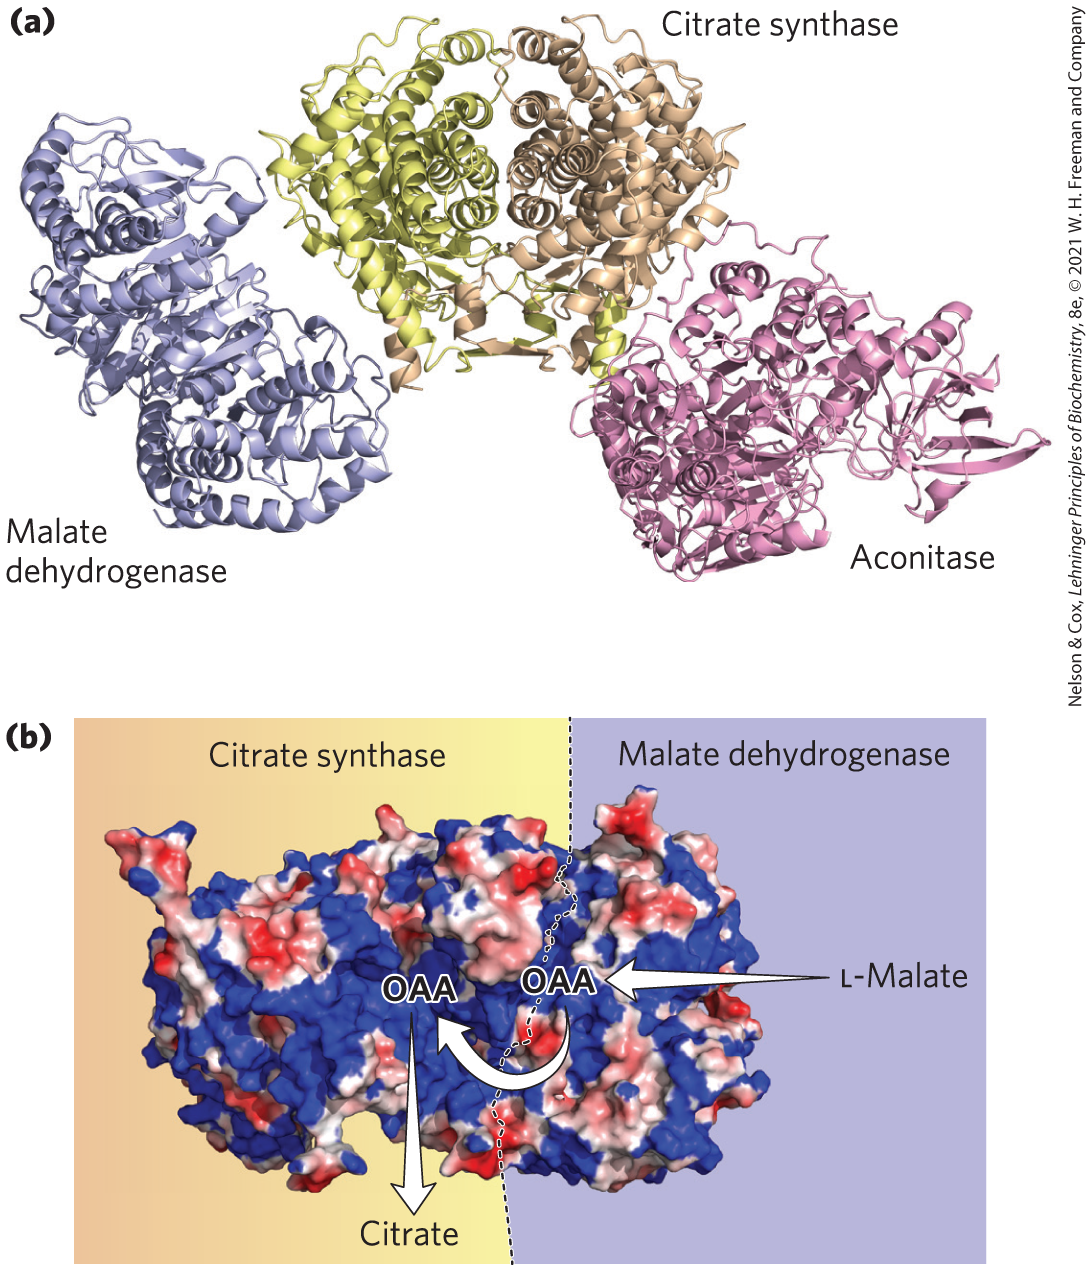 (a)
Citrate synthase
Malate
dehydrogenase
Aconitase
Nelson & Cox, Lehninger Principles of Biochemistry, 8e, © 2021 W. H. Freeman and Company
(b)
Citrate synthase
Malate dehydrogenase
OAA
OAA
L-Malate
Citrate